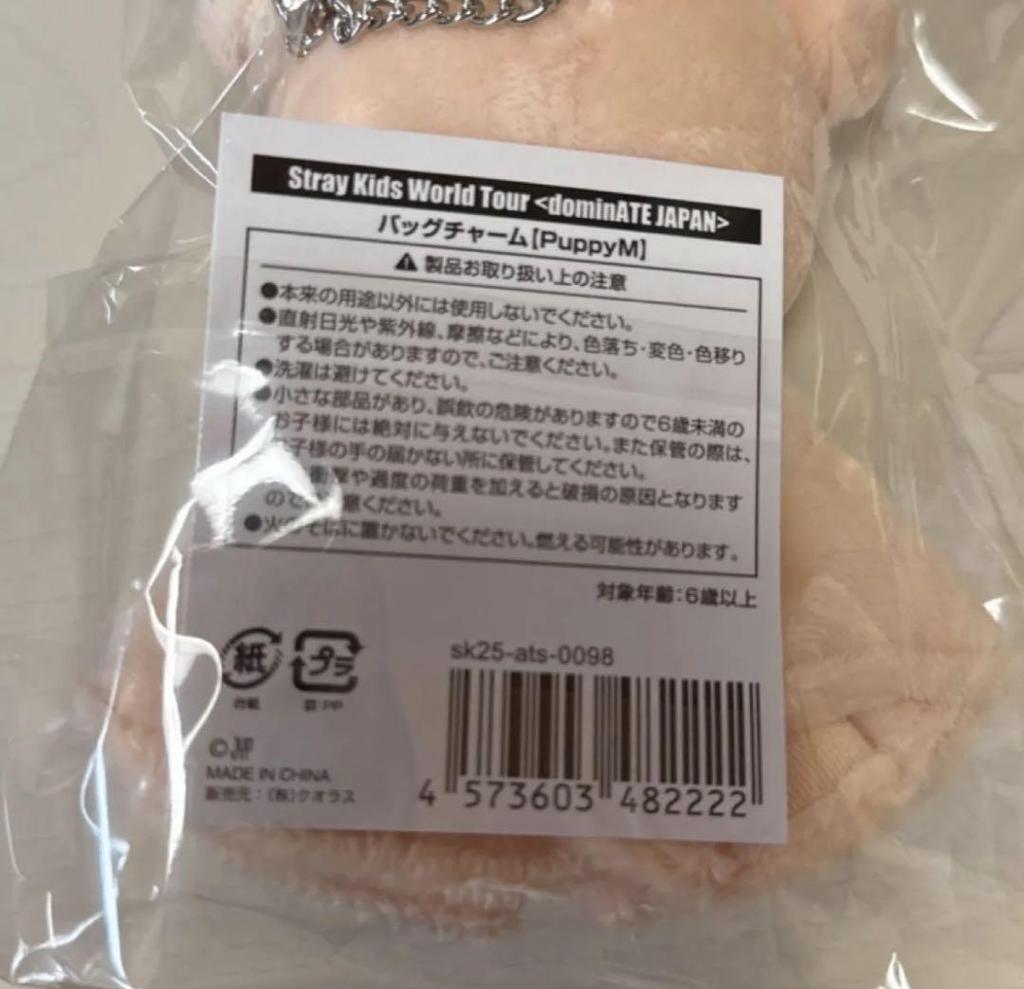 Stray Kids World Tour <dominATE JAPAN>
バッグチャーム[PuppyM]
製品お取り扱い上の注意
●本来の用途以外には使用しないでください。
●直射日光や紫外線、摩擦などにより、色落ち・変色・色移り
する場合がありますので、ご注意ください。
●洗濯は避けてください。
●小さな部品があり、誤飲の危険がありますので6歳未満の
お子様には絶対に与えないでください。また保管の際は、
お子様の手の届かない所に保管してください。
衝撃や過度の荷重を加えると破損の原因となります
ので、 意ください。
●火のそばに置かないでください。燃える可能性があります。
対象年齢:6歳以上
紙 プラ
台紙 袋:PP
sk25-ats-0098
©
MADE IN CHINA
販売元:(株)クオラス
4 573603 482222